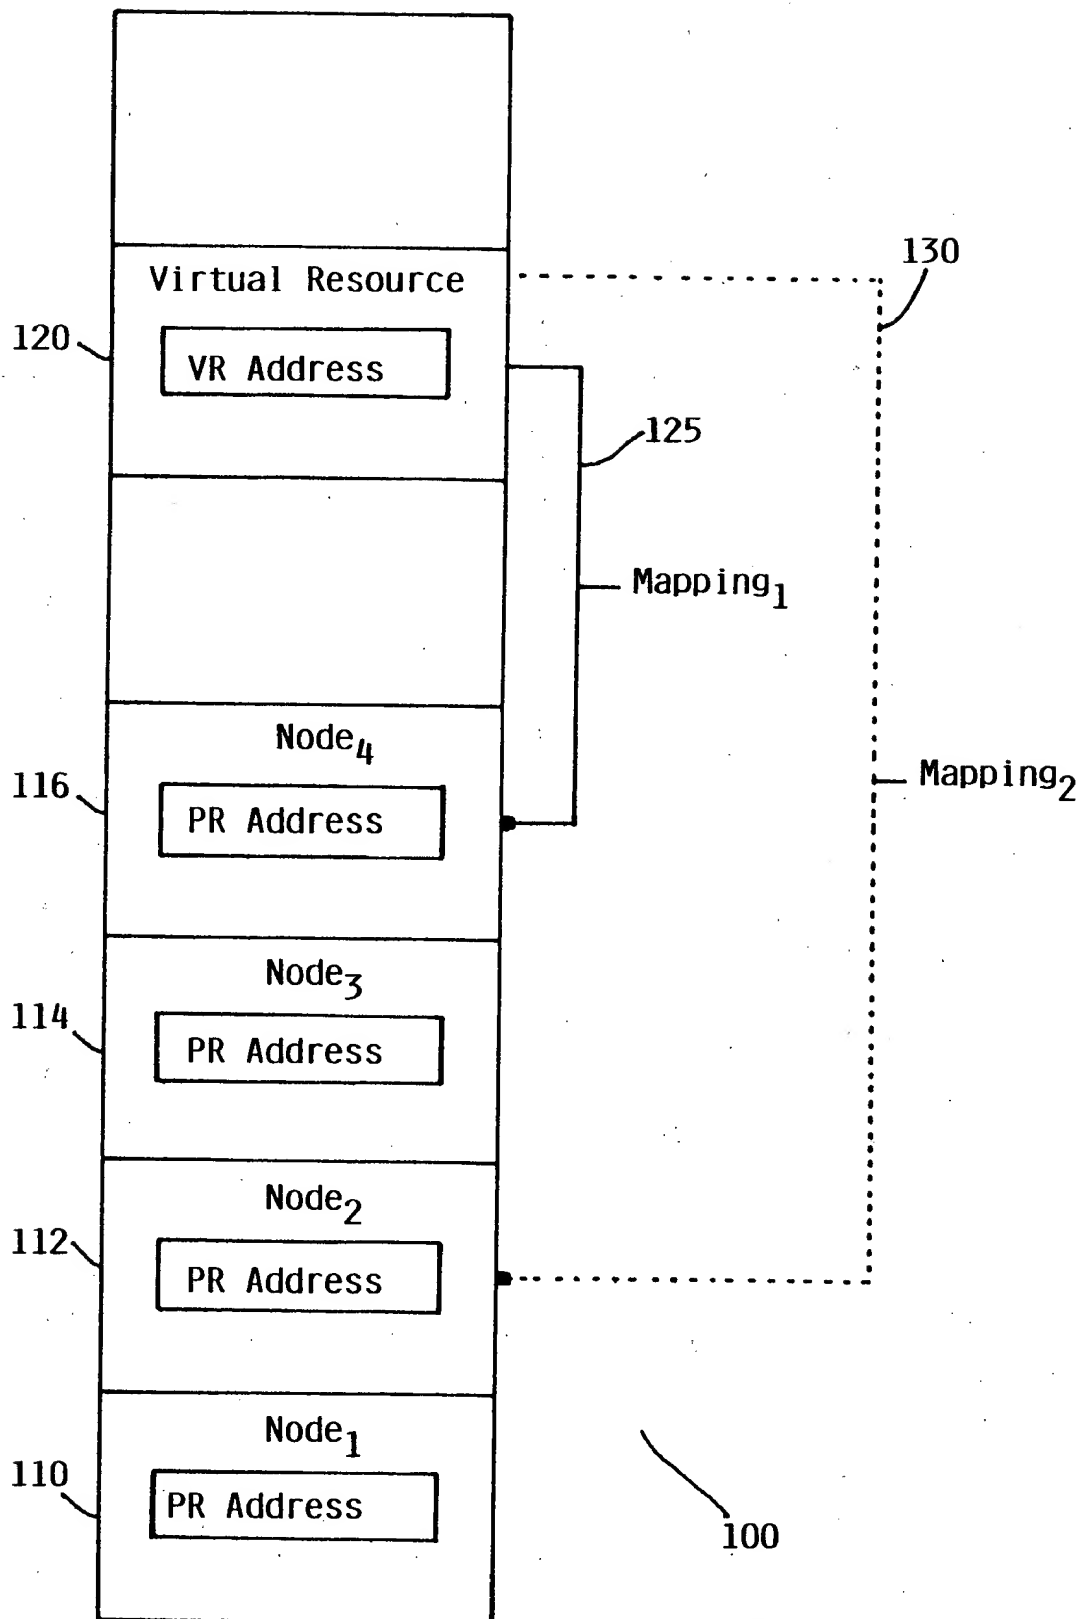 130
Virtual Resource
120
VR Address
125
Mapping₁
Node₄
116
Mapping₂
PR Address
Node₃
114
PR Address
Node₂
112
PR Address
Node₁
110
PR Address
100